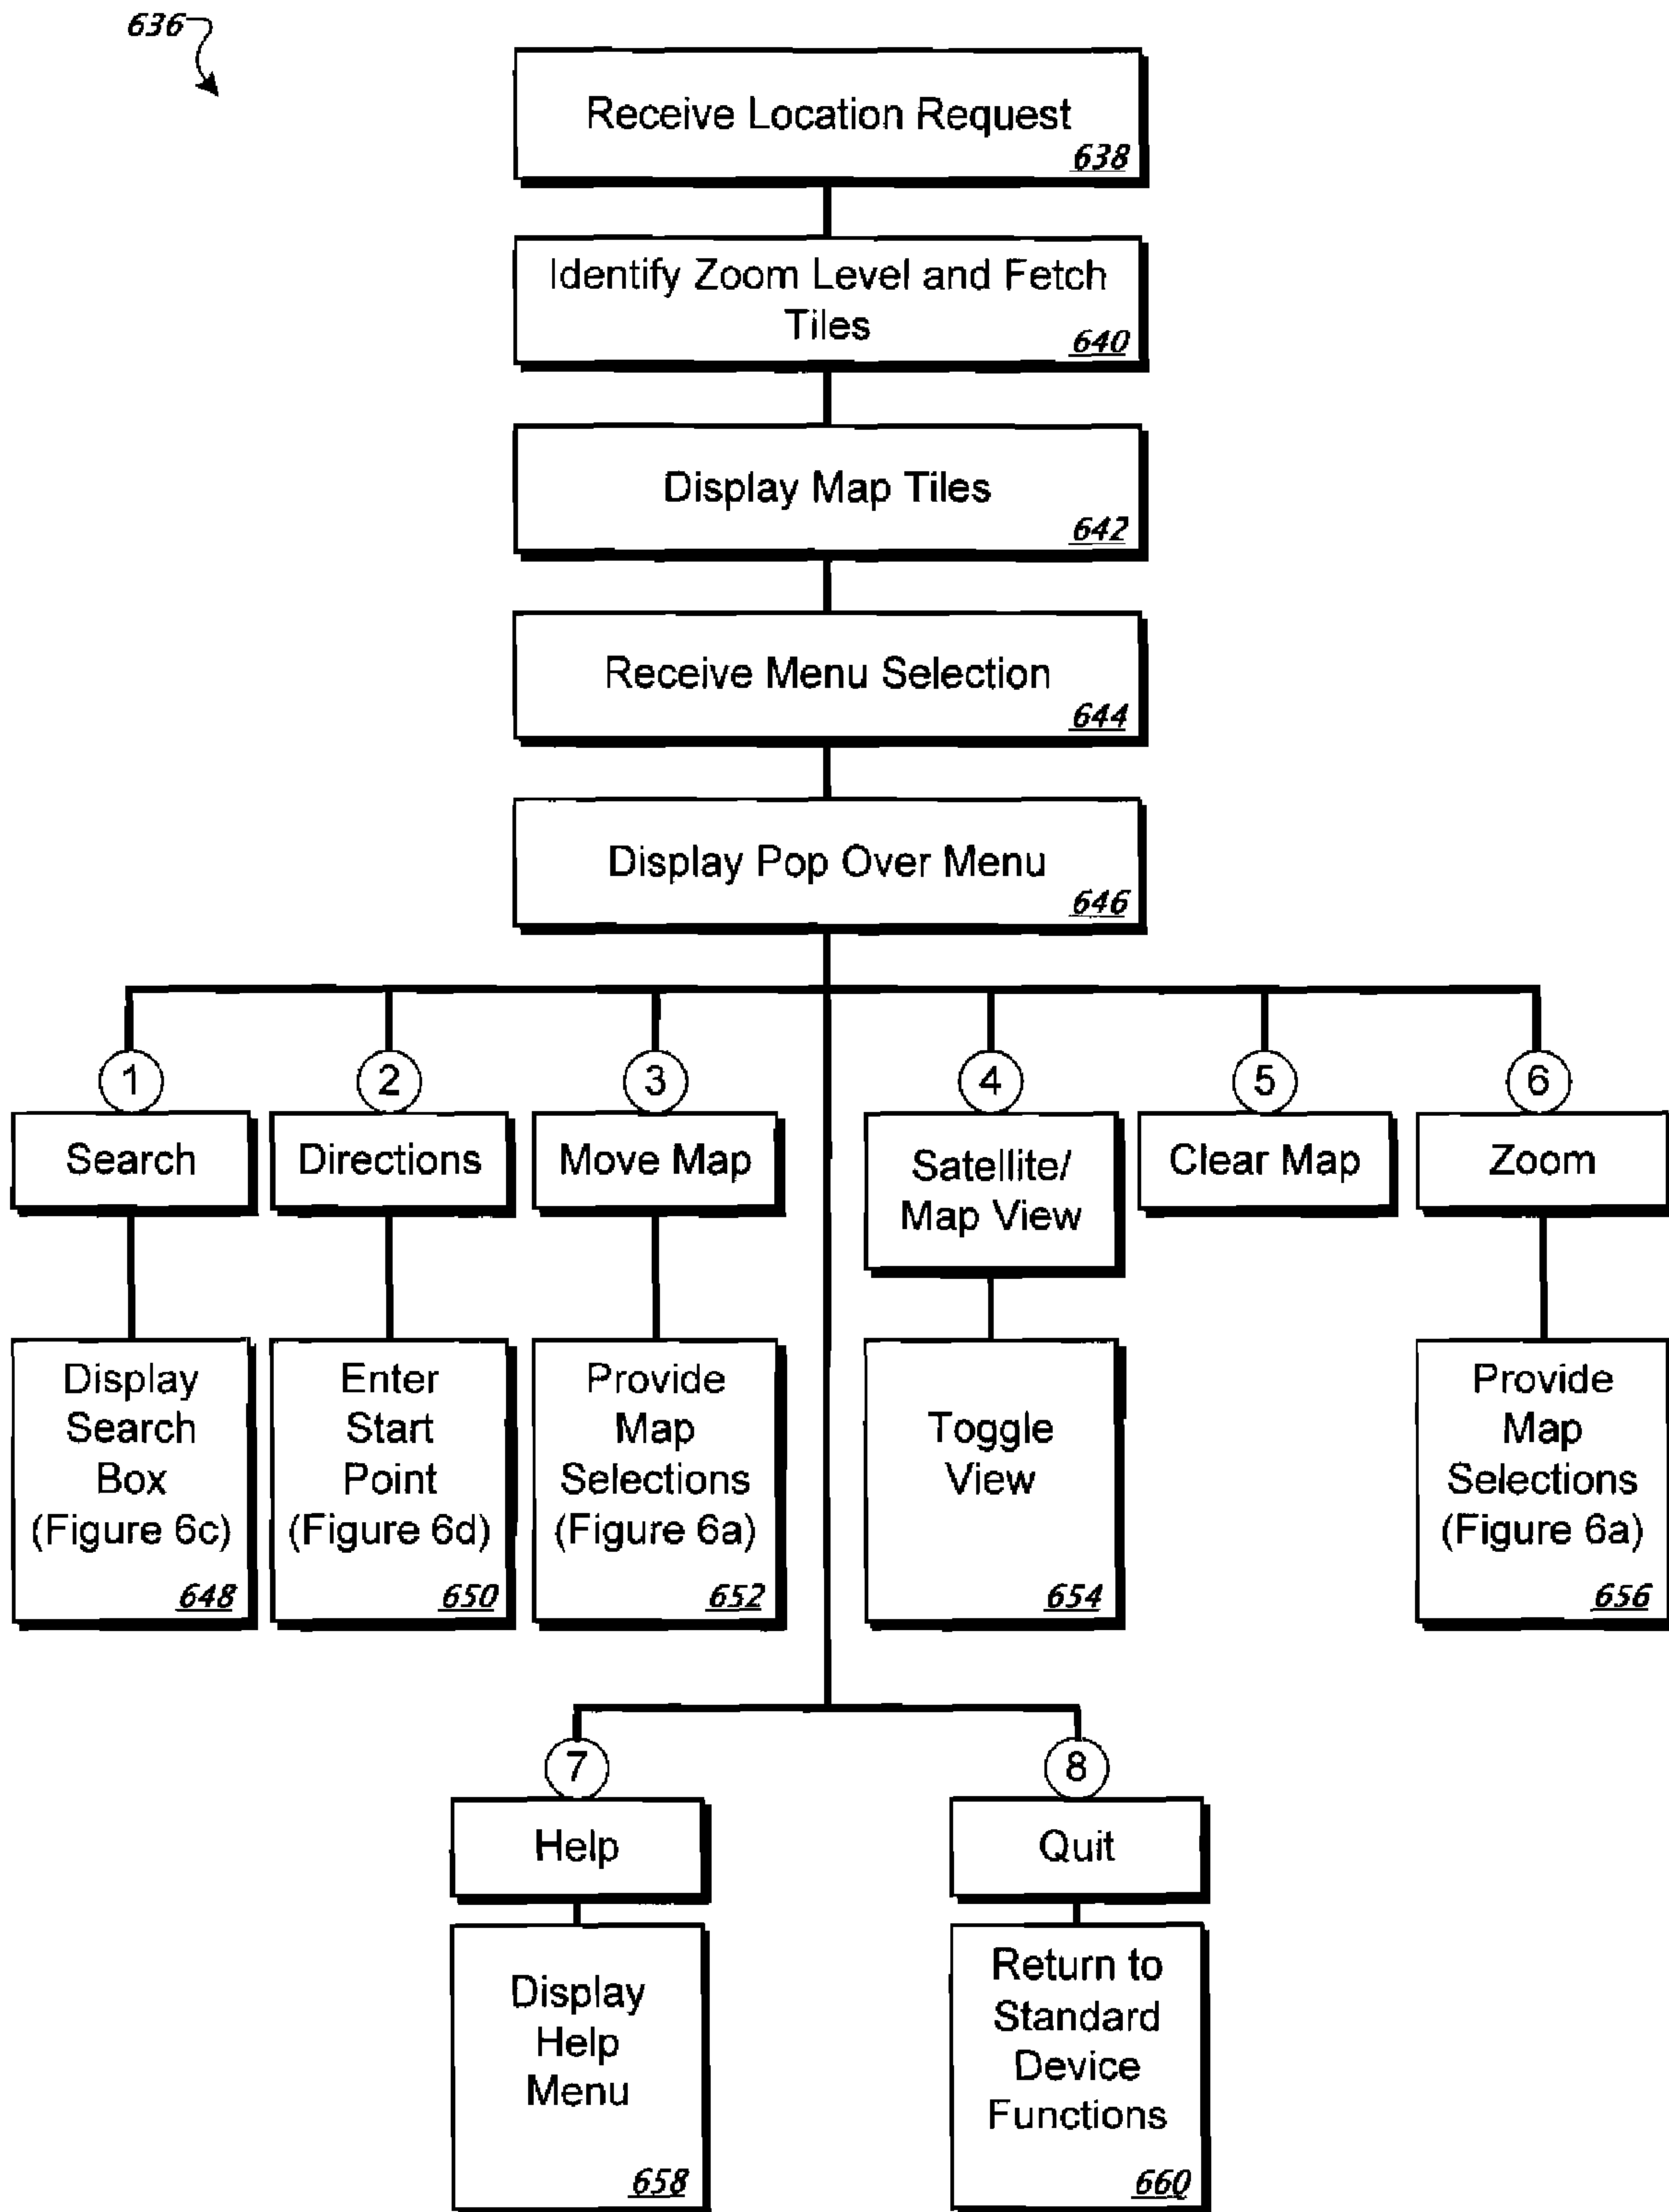 636
Receive Location Request
638
Identify Zoom Level and Fetch
Tiles
640
Display Map Tiles
642
Receive Menu Selection
644
Display Pop Over Menu
646
1
2
3
4
5
6
Search
Directions
Move Map
Satellite/
Map View
Clear Map
Zoom
Display
Search
Box
(Figure 6c)
648
Enter
Start
Point
(Figure 6d)
650
Provide
Map
Selections
(Figure 6a)
652
Toggle
View
654
Provide
Map
Selections
(Figure 6a)
656
7
8
Help
Quit
Display
Help
Menu
658
Return to
Standard
Device
Functions
660